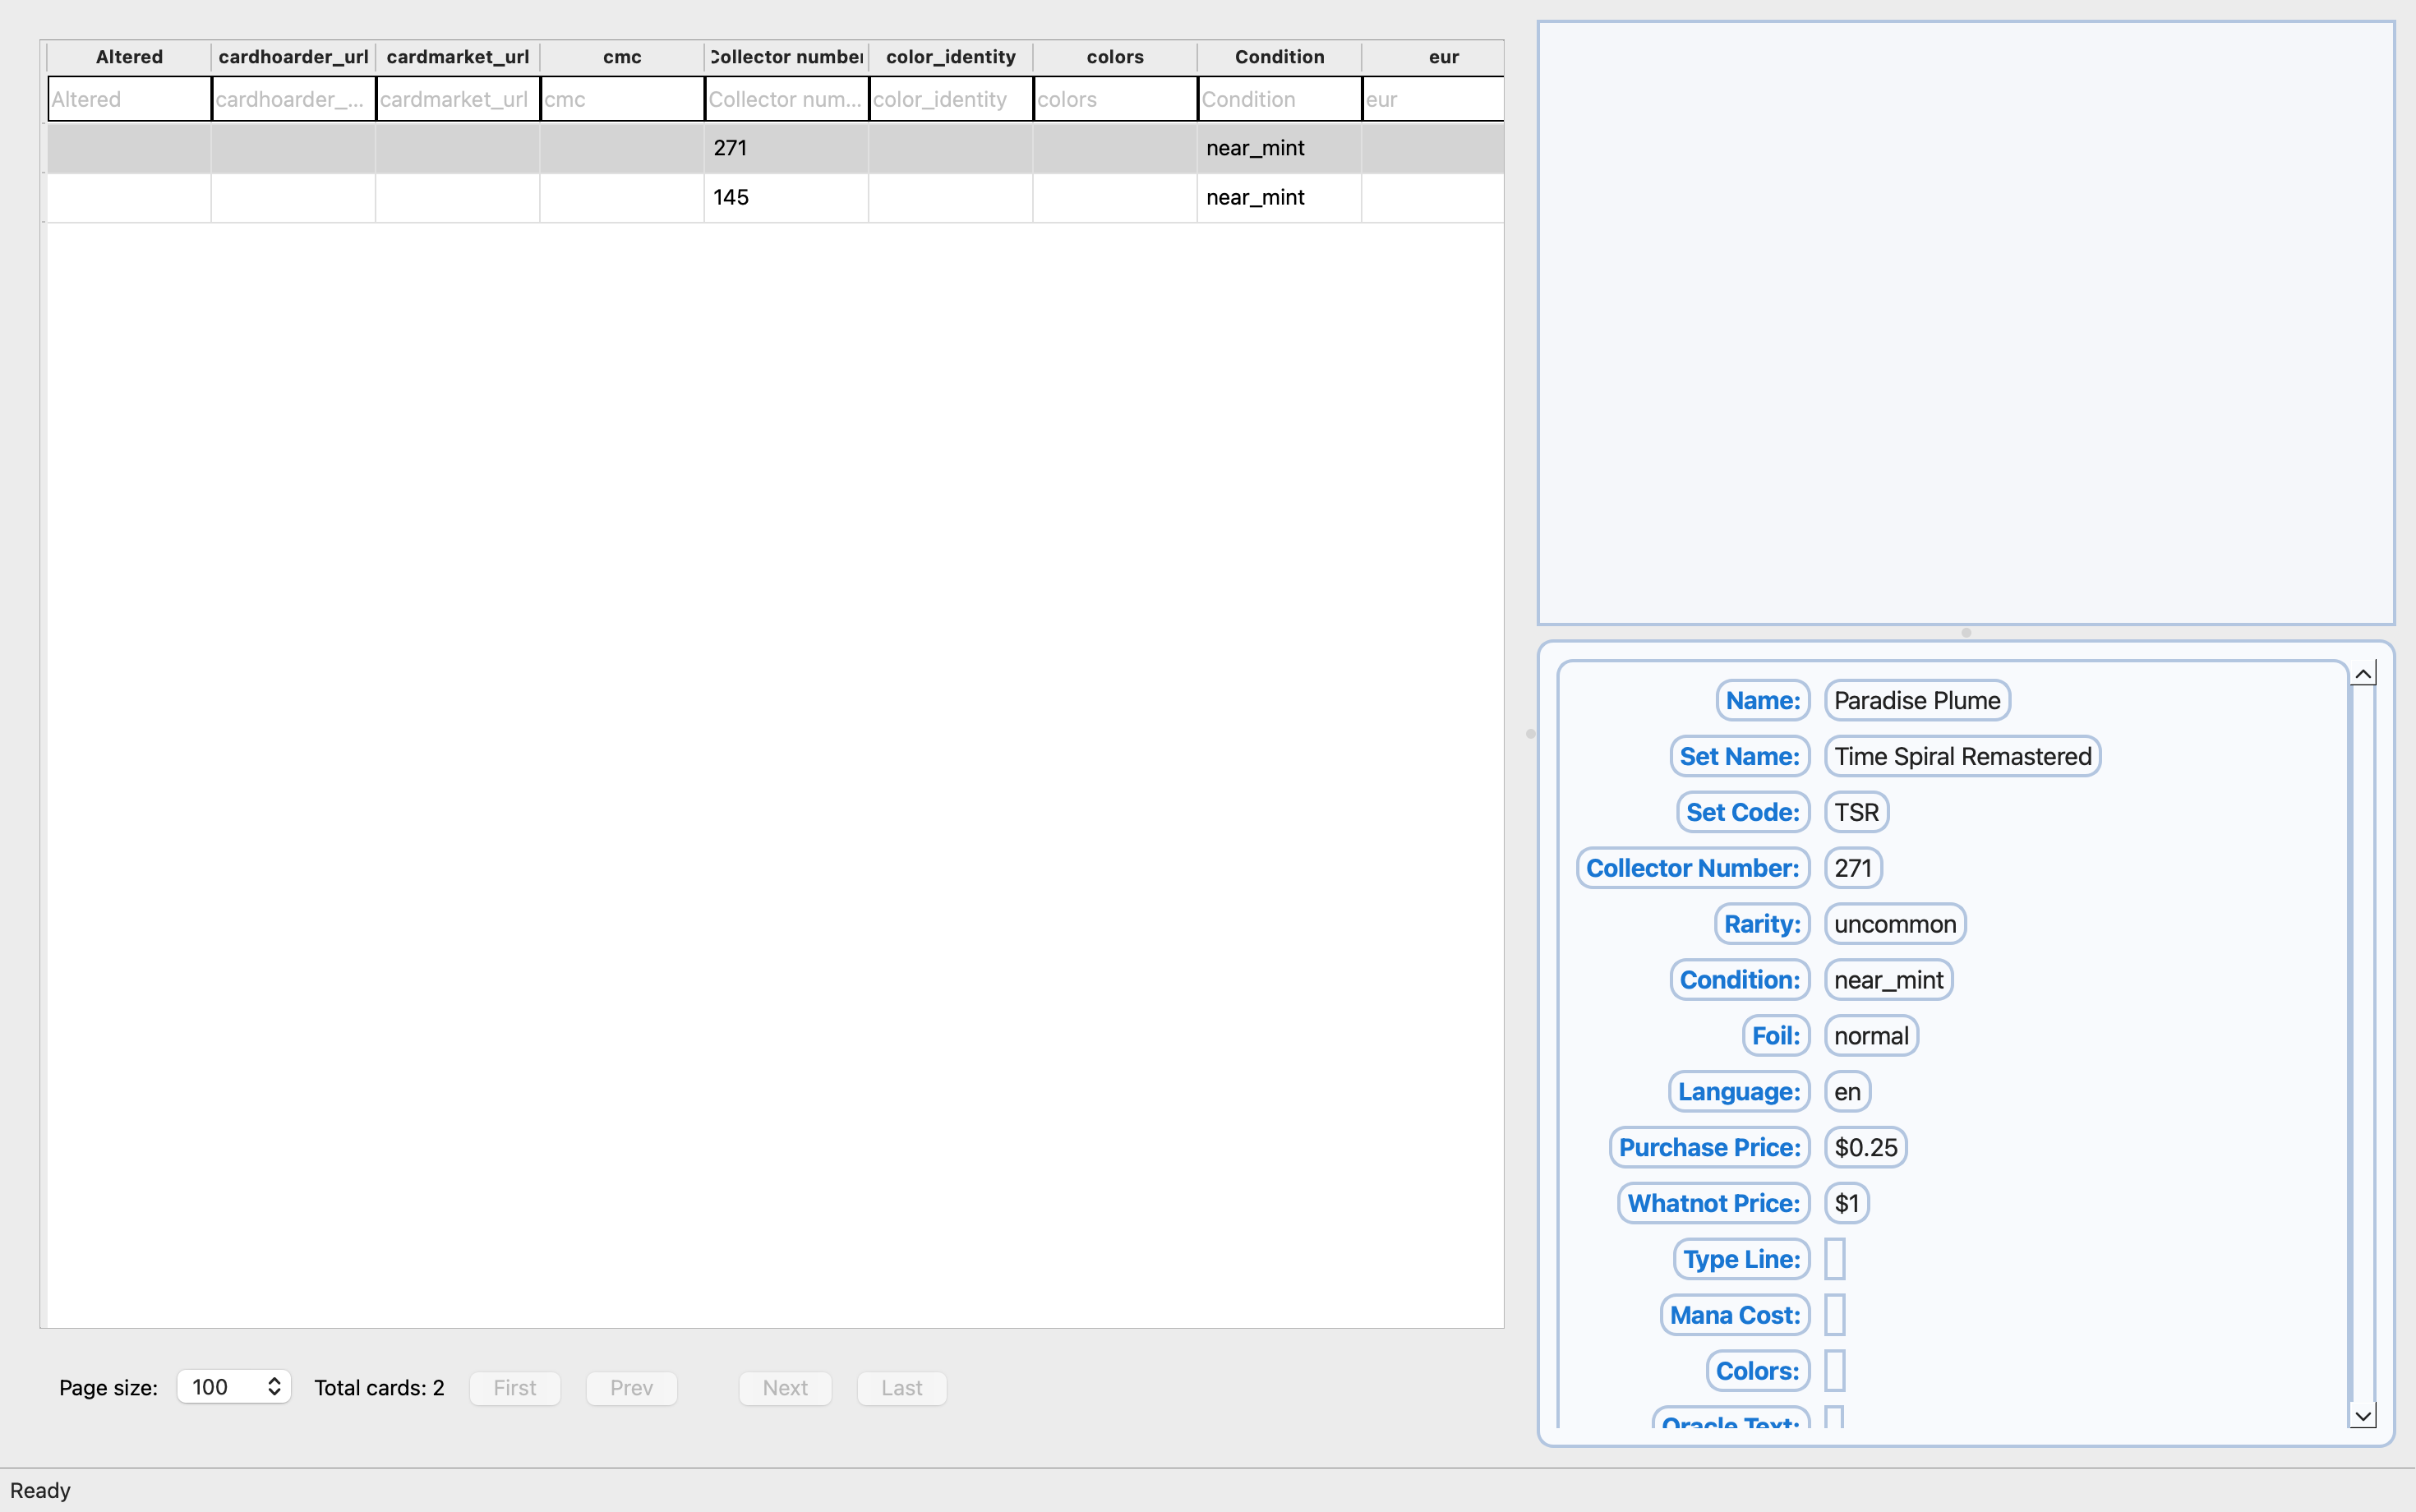 Altered cardhoarder_url cardmarket_url cmc Collector number color_identity colors Condition eur
Altered cardhoarder_... cardmarket_url cmc Collector num... color_identity colors Condition eur
271 near_mint
145 near_mint
Page size: 100 Total cards: 2 First Prev Next Last
Name: Paradise Plume
Set Name: Time Spiral Remastered
Set Code: TSR
Collector Number: 271
Rarity: uncommon
Condition: near_mint
Foil: normal
Language: en
Purchase Price: $0.25
Whatnot Price: $1
Type Line:
Mana Cost:
Colors:
Oracle Text:
Ready